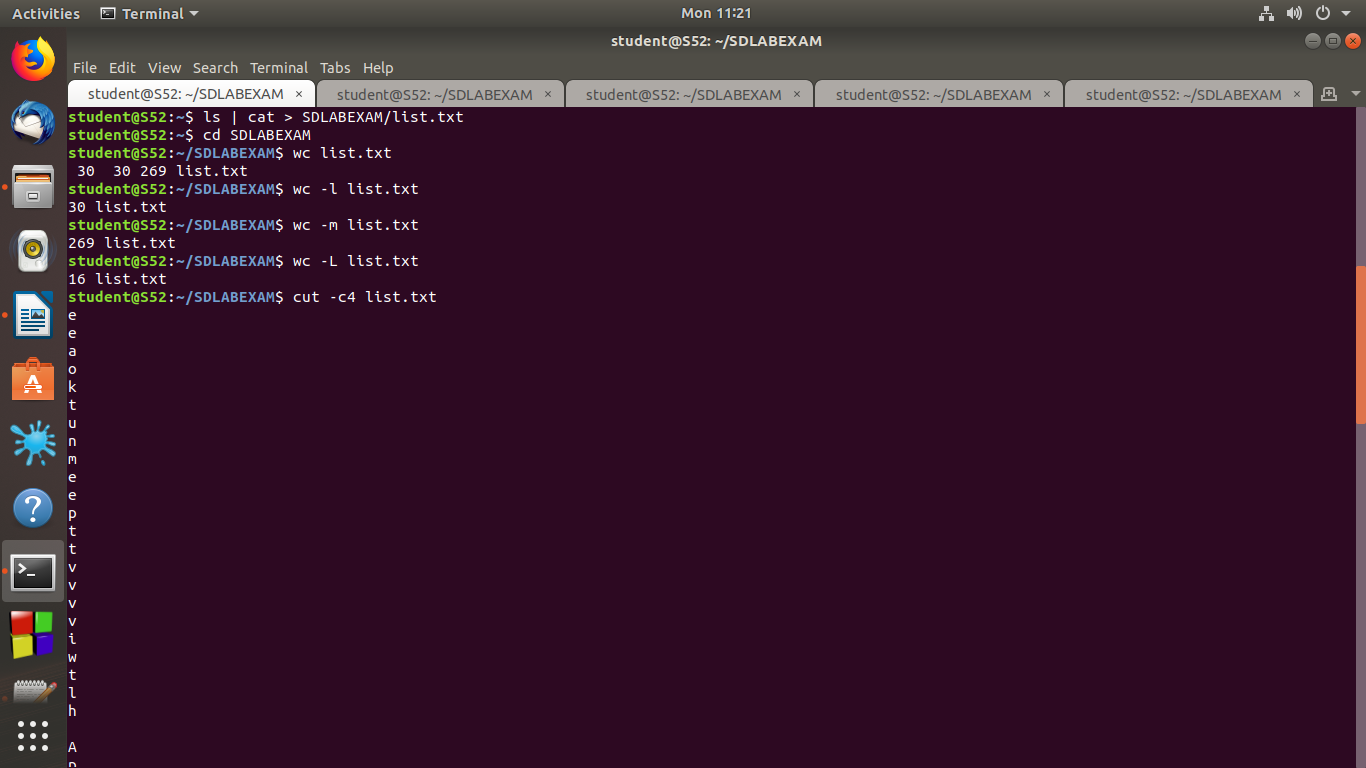 Activities Terminal Mon 11:21
student@S52: ~/SDLABEXAM
File Edit View Search Terminal Tabs Help
student@S52: ~/SDLABEXAM × student@S52: ~/SDLABEXAM × student@S52: ~/SDLABEXAM × student@S52: ~/SDLABEXAM × student@S52: ~/SDLABEXAM ×
student@S52:~$ ls | cat > SDLABEXAM/list.txt
student@S52:~$ cd SDLABEXAM
student@S52:~/SDLABEXAM$ wc list.txt
 30  30 269 list.txt
student@S52:~/SDLABEXAM$ wc -l list.txt
30 list.txt
student@S52:~/SDLABEXAM$ wc -m list.txt
269 list.txt
student@S52:~/SDLABEXAM$ wc -L list.txt
16 list.txt
student@S52:~/SDLABEXAM$ cut -c4 list.txt
e
e
a
o
k
t
u
n
m
e
e
p
t
t
v
v
v
v
i
w
t
l
h

A